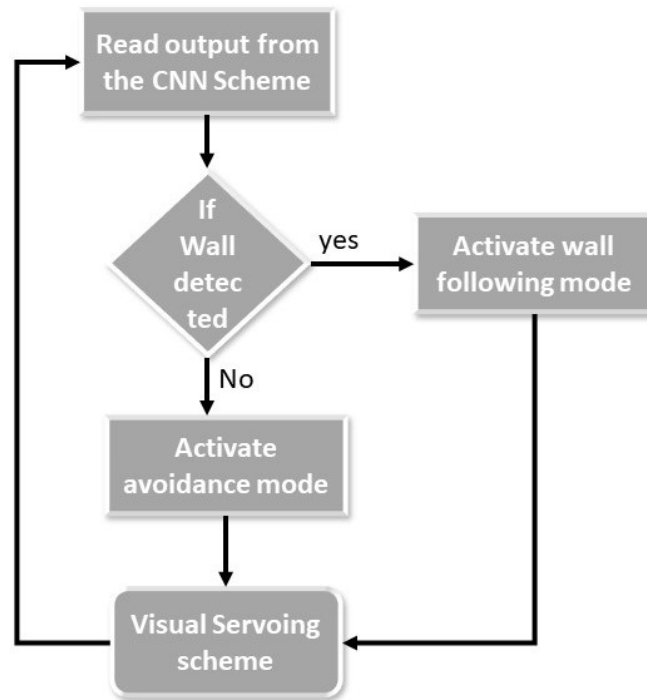 Read output from
the CNN Scheme
If
Wall
detec
ted
yes
Activate wall
following mode
No
Activate
avoidance mode
Visual Servoing
scheme